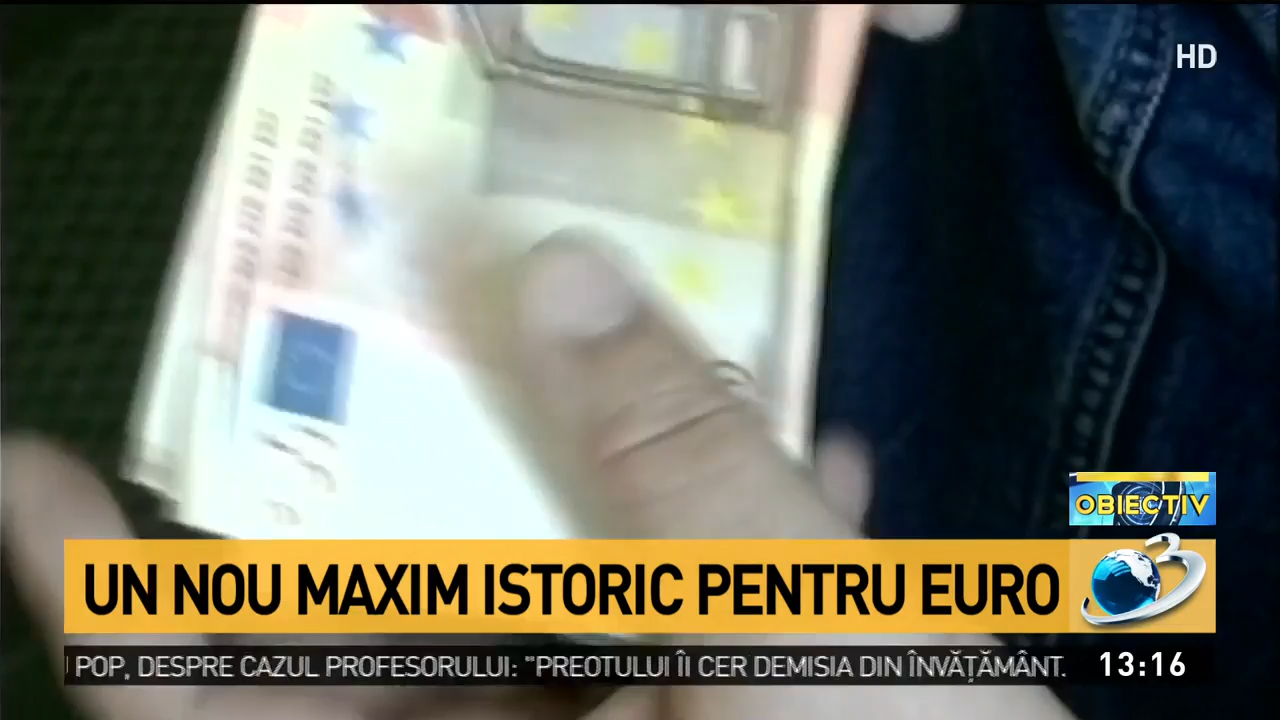 HD
OBIECTIV
UN NOU MAXIM ISTORIC PENTRU EURO
3
POP, DESPRE CAZUL PROFESORULUI: "PREOTULUI ÎI CER DEMISIA DIN ÎNVĂȚĂMÂNT.
13:16